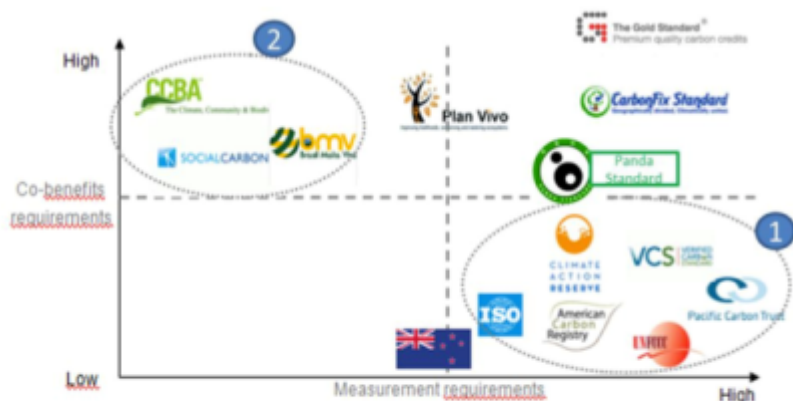 The Gold Standard®
Premium quality carbon credits
2
High
CCBA
The Climate, Community & Biodiv
Plan Vivo
CarbonFix Standard
SOCIALCARBON
bmv
Brasil Mata Viva
Panda
Standard
Co-benefits
requirements
1
CLIMATE
ACTION
RESERVE
VCS
VERIFIED
CARBON
STANDARD
ISO
American
Carbon
Registry
Pacific Carbon Trust
Low
Measurement requirements
High